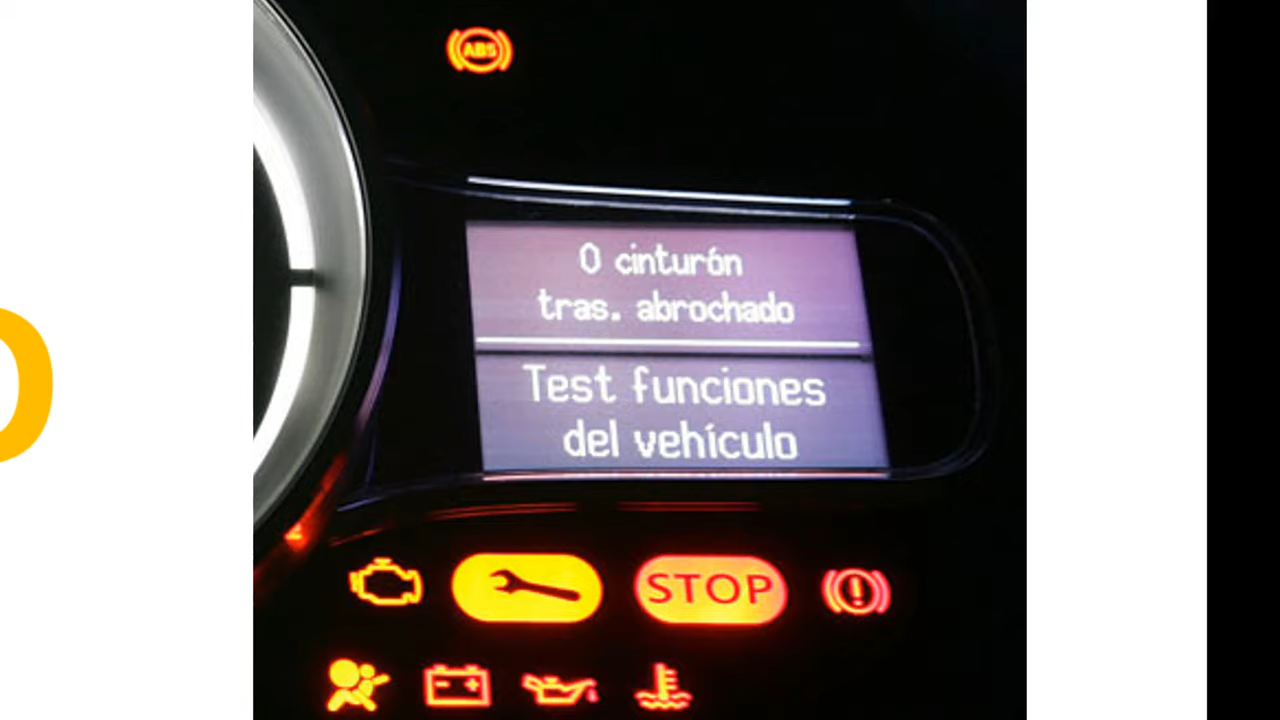 ABS
0 cinturón
tras. abrochado
Test funciones
del vehículo
STOP